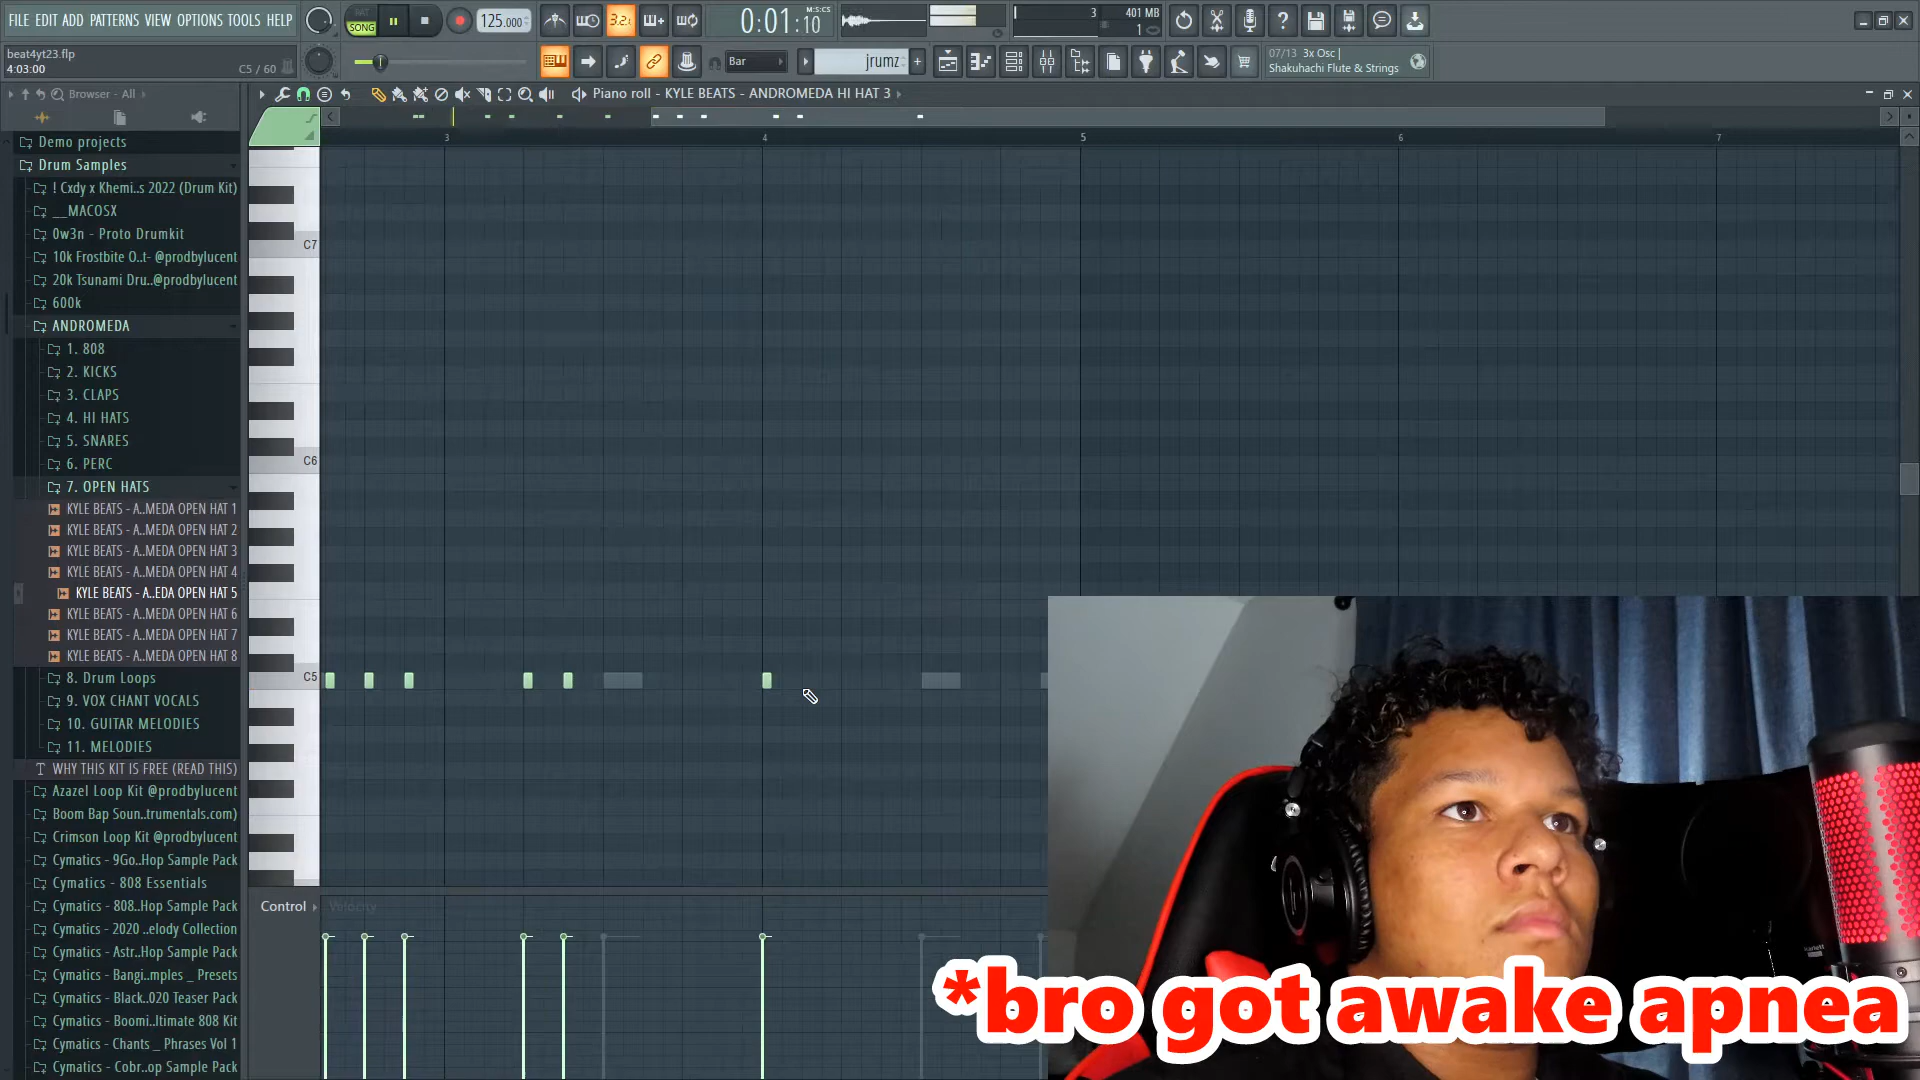 FILE EDIT ADD PATTERNS VIEW OPTIONS TOOLS HELP
SONG
125.000
3.2.
0:01:10
M:S:CS
3
401 MB
1
beat4yt23.flp
4:03:00
C5 / 60
Bar
jrumz
07/13 3x Osc |
Shakuhachi Flute & Strings
Browser - All
Piano roll - KYLE BEATS - ANDROMEDA HI HAT 3
3 4 5 6 7
Demo projects
Drum Samples
! Cxdy x Khemi..s 2022 (Drum Kit)
__MACOSX
0w3n - Proto Drumkit
10k Frostbite O..t- @prodbylucent
20k Tsunami Dru..@prodbylucent
600k
ANDROMEDA
1. 808
2. KICKS
3. CLAPS
4. HI HATS
5. SNARES
6. PERC
7. OPEN HATS
KYLE BEATS - A..MEDA OPEN HAT 1
KYLE BEATS - A..MEDA OPEN HAT 2
KYLE BEATS - A..MEDA OPEN HAT 3
KYLE BEATS - A..MEDA OPEN HAT 4
KYLE BEATS - A..EDA OPEN HAT 5
KYLE BEATS - A..MEDA OPEN HAT 6
KYLE BEATS - A..MEDA OPEN HAT 7
KYLE BEATS - A..MEDA OPEN HAT 8
8. Drum Loops
9. VOX CHANT VOCALS
10. GUITAR MELODIES
11. MELODIES
WHY THIS KIT IS FREE (READ THIS)
Azazel Loop Kit @prodbylucent
Boom Bap Soun..trumentals.com)
Crimson Loop Kit @prodbylucent
Cymatics - 9Go..Hop Sample Pack
Cymatics - 808 Essentials
Cymatics - 808..Hop Sample Pack
Cymatics - 2020 ..elody Collection
Cymatics - Astr..Hop Sample Pack
Cymatics - Bangi..mples _ Presets
Cymatics - Black..020 Teaser Pack
Cymatics - Boomi..ltimate 808 Kit
Cymatics - Chants _ Phrases Vol 1
Cymatics - Cobr..op Sample Pack
C7
C6
C5
Control
Velocity
*bro got awake apnea